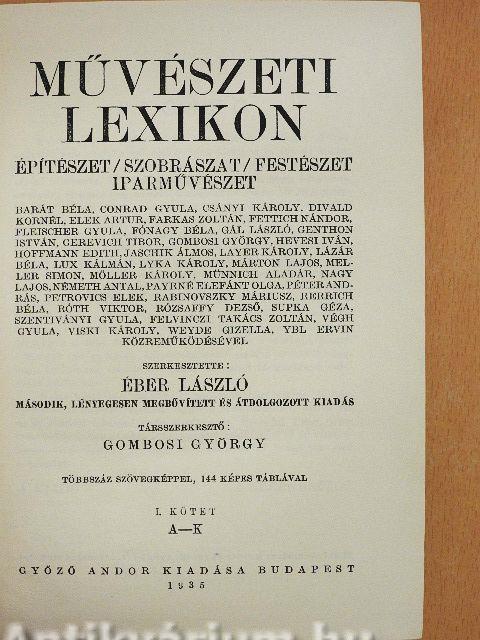 MŰVÉSZETI
LEXIKON
ÉPÍTÉSZET/SZOBRÁSZAT/FESTÉSZET
IPARMŰVÉSZET
BARÁT BÉLA, CONRAD GYULA, CSÁNYI KÁROLY, DIVALD
KORNÉL, ELEK ARTUR, FARKAS ZOLTÁN, FETTICH NÁNDOR,
FLEISCHER GYULA, FÓNAGY BÉLA, GÁL LÁSZLÓ, GENTHON
ISTVÁN, GEREVICH TIBOR, GOMBOSI GYÖRGY, HEVESI IVÁN,
HOFFMANN EDITH, JASCHIK ÁLMOS, LAYER KÁROLY, LÁZÁR
BÉLA, LUX KÁLMÁN, LYKA KÁROLY, MÁRTON LAJOS, MEL-
LER SIMON, MÖLLER KÁROLY, MÜNNICH ALADÁR, NAGY
LAJOS, NÉMETH ANTAL, PAYRNÉ ELEFÁNT OLGA, PÉTER AND-
RÁS, PETROVICS ELEK, RABINOVSZKY MÁRIUSZ, RERRICH
BÉLA, RÓTH VIKTOR, RÓZSAFFY DEZSŐ, SUPKA GÉZA,
SZENTIVÁNYI GYULA, FELVINCZI TAKÁCS ZOLTÁN, VÉGH
GYULA, VISKI KÁROLY, WEYDE GIZELLA, YBL ERVIN
KÖZREMŰKÖDÉSÉVEL
SZERKESZTETTE :
ÉBER LÁSZLÓ
MÁSODIK, LÉNYEGESEN MEGBŐVÍTETT ÉS ÁTDOLGOZOTT KIADÁS
TÁRSSZERKESZTŐ :
GOMBOSI GYÖRGY
TÖBBSZÁZ SZÖVEGKÉPPEL, 144 KÉPES TÁBLÁVAL
I. KÖTET
A—K
GYŐZŐ ANDOR KIADÁSA BUDAPEST
1935
Antikvárium.hu